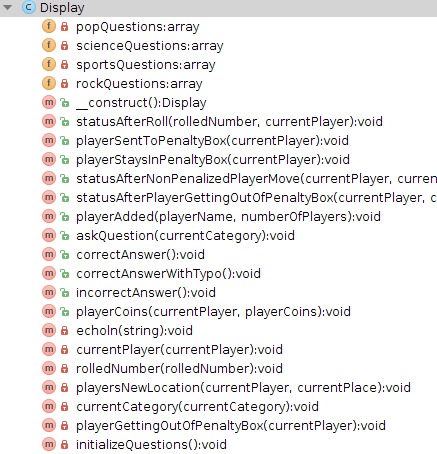 C Display
f popQuestions:array
f scienceQuestions:array
f sportsQuestions:array
f rockQuestions:array
m __construct():Display
m statusAfterRoll(rolledNumber, currentPlayer):void
m playerSentToPenaltyBox(currentPlayer):void
m playerStaysInPenaltyBox(currentPlayer):void
m statusAfterNonPenalizedPlayerMove(currentPlayer, curren
m statusAfterPlayerGettingOutOfPenaltyBox(currentPlayer, c
m playerAdded(playerName, numberOfPlayers):void
m askQuestion(currentCategory):void
m correctAnswer():void
m correctAnswerWithTypo():void
m incorrectAnswer():void
m playerCoins(currentPlayer, playerCoins):void
m echoln(string):void
m currentPlayer(currentPlayer):void
m rolledNumber(rolledNumber):void
m playersNewLocation(currentPlayer, currentPlace):void
m currentCategory(currentCategory):void
m playerGettingOutOfPenaltyBox(currentPlayer):void
m initializeQuestions():void